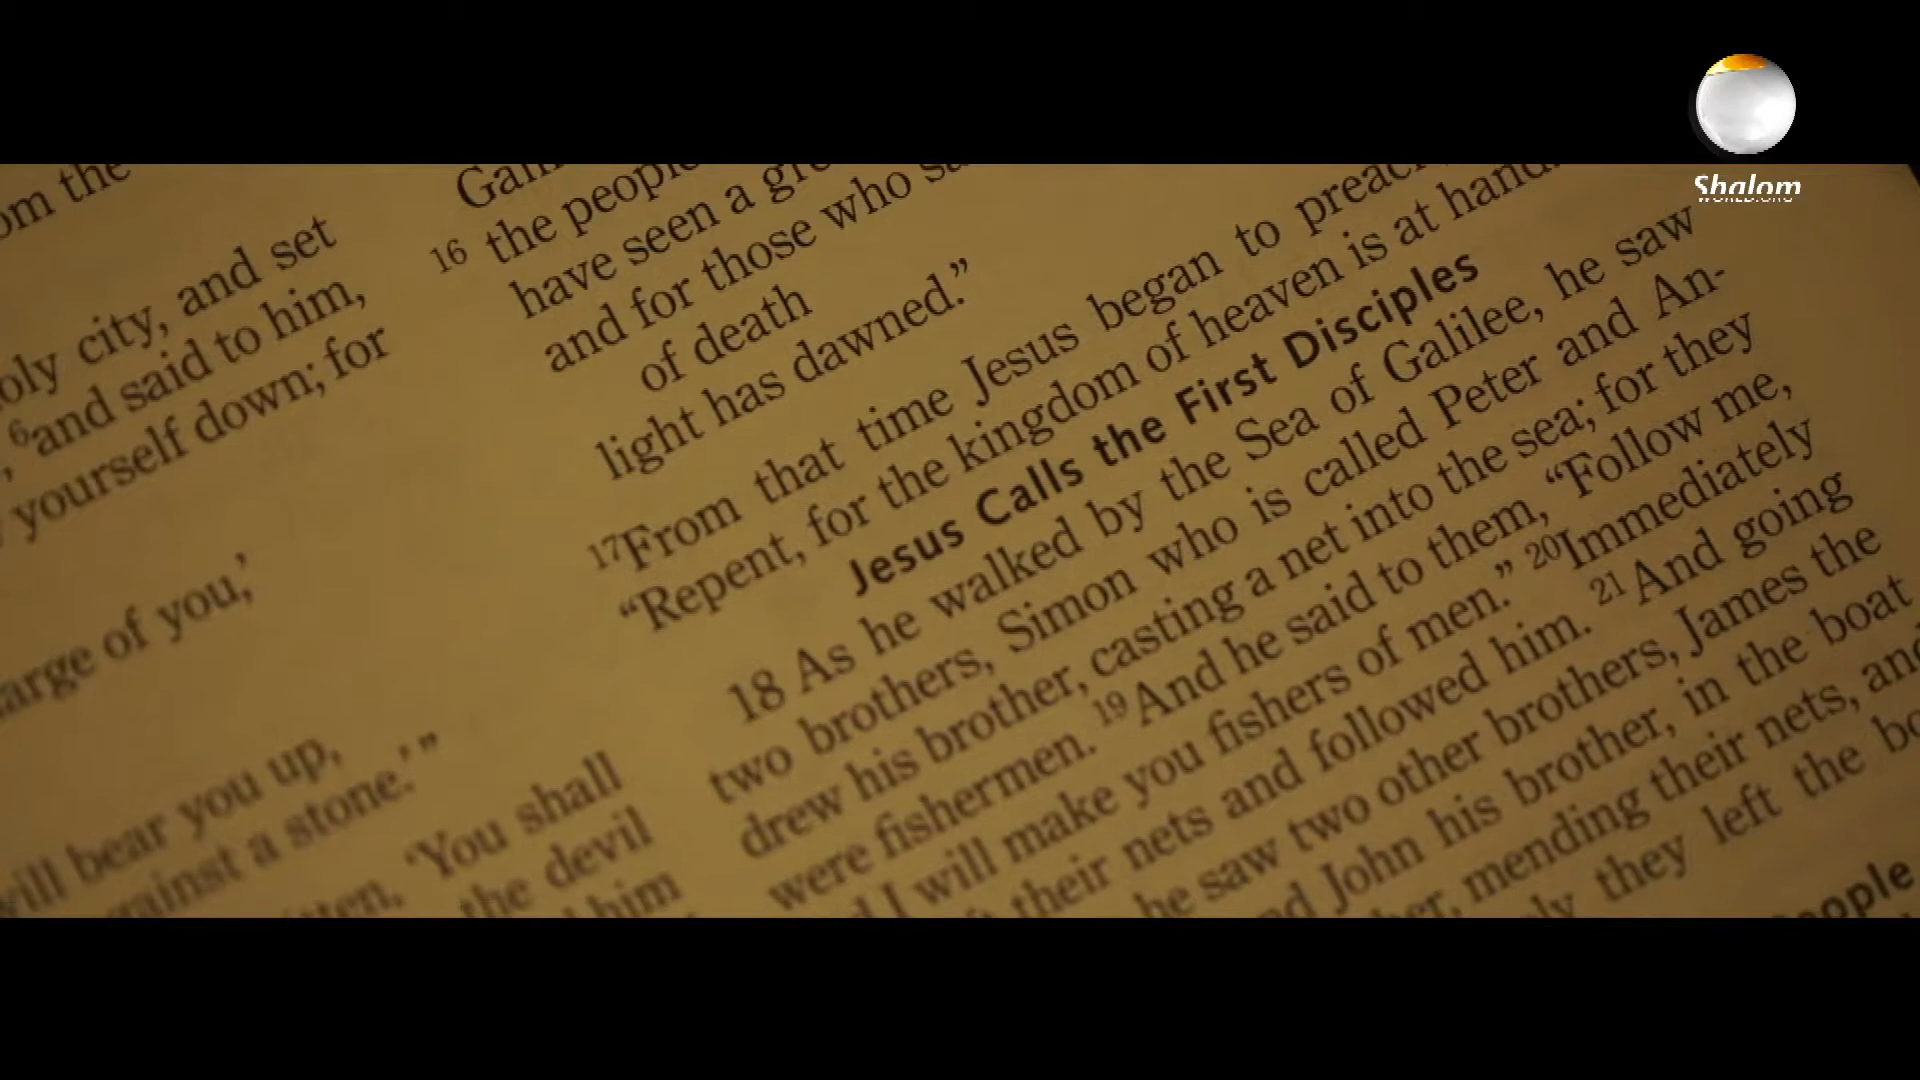 om the
oly city, and set
6and said to him,
yourself down; for
arge of you,’
will bear you up,
against a stone.’ ”
‘You shall
the devil
him
16 the people
have seen a
and for those who
of death
light has dawned.”
17From that time Jesus began to
“Repent, for the kingdom of heaven is at hand.
Jesus Calls the First Disciples
18 As he walked by the Sea of Galilee, he saw
two brothers, Simon who is called Peter and An-
drew his brother, casting a net into the sea; for they
were fishermen. 19And he said to them, “Follow me,
I will make you fishers of men.” 20Immediately
their nets and followed him. 21And going
he saw two other brothers, James the
John his brother, in the boat
mending their nets, and
they left the
Shalom
WORLD.ORG